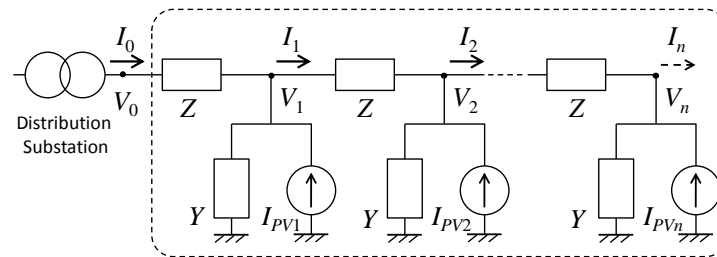 I0 I1 I2 In
V0 Z V1 Z V2 Z Vn
Distribution
Substation
Y IPV1 Y IPV2 Y IPVn